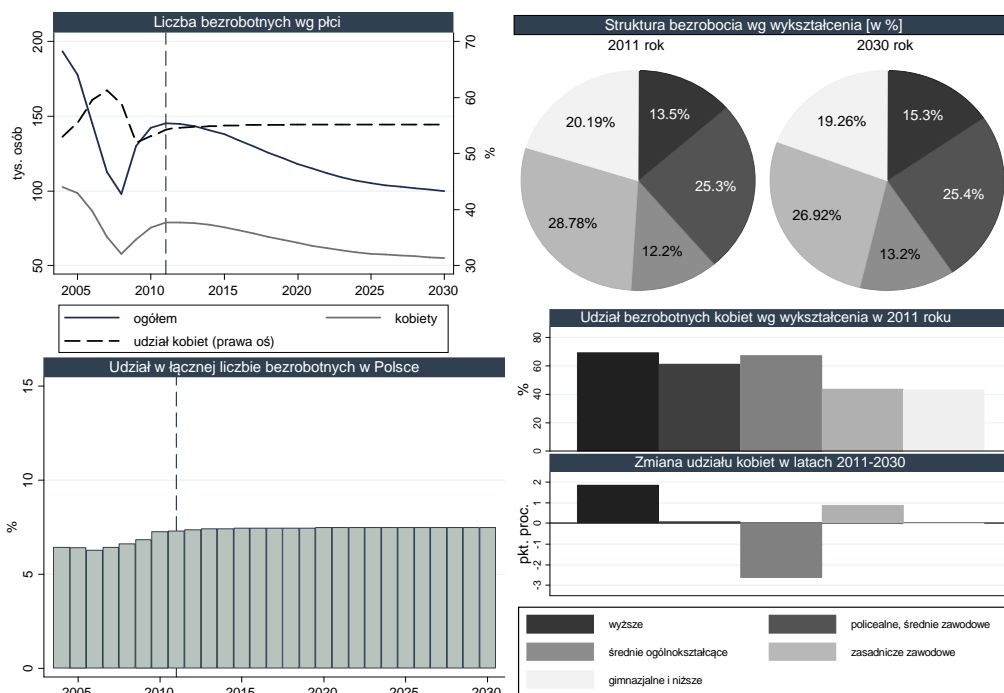 Liczba bezrobotnych wg płci
tys. osób
200
150
100
50
70
60
50
40
30
%
2005 2010 2015 2020 2025 2030
ogółem kobiety
udział kobiet (prawa oś)
Struktura bezrobocia wg wykształcenia [w %]
2011 rok 2030 rok
13.5%
25.3%
12.2%
28.78%
20.19%
15.3%
25.4%
13.2%
26.92%
19.26%
Udział w łącznej liczbie bezrobotnych w Polsce
%
15
10
5
0
2005 2010 2015 2020 2025 2030
Udział bezrobotnych kobiet wg wykształcenia w 2011 roku
%
80
60
40
20
0
Zmiana udziału kobiet w latach 2011-2030
pkt. proc.
2
1
0
-1
-2
-3
wyższe policealne, średnie zawodowe
średnie ogólnokształcące zasadnicze zawodowe
gimnazjalne i niższe